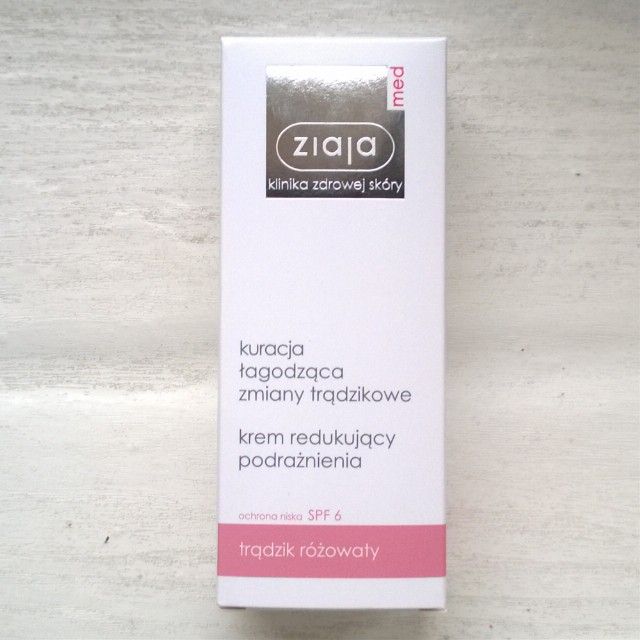 med
ziaja
klinika zdrowej skóry
kuracja
łagodząca
zmiany trądzikowe
krem redukujący
podrażnienia
ochrona niska SPF 6
trądzik różowaty